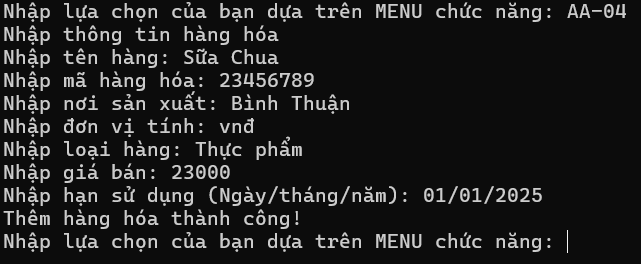 Nhập lựa chọn của bạn dựa trên MENU chức năng: AA-04
Nhập thông tin hàng hóa
Nhập tên hàng: Sữa Chua
Nhập mã hàng hóa: 23456789
Nhập nơi sản xuất: Bình Thuận
Nhập đơn vị tính: vnđ
Nhập loại hàng: Thực phẩm
Nhập giá bán: 23000
Nhập hạn sử dụng (Ngày/tháng/năm): 01/01/2025
Thêm hàng hóa thành công!
Nhập lựa chọn của bạn dựa trên MENU chức năng: